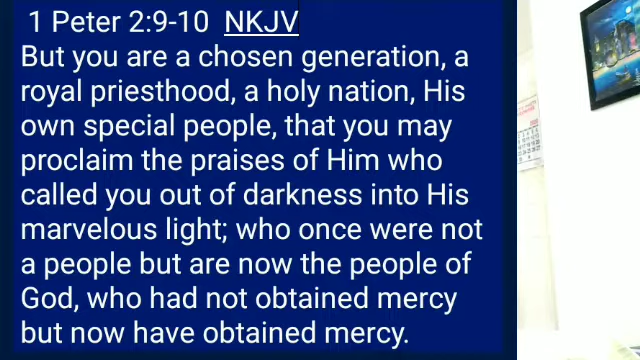 1 Peter 2:9-10 NKJV
But you are a chosen generation, a
royal priesthood, a holy nation, His
own special people, that you may
proclaim the praises of Him who
called you out of darkness into His
marvelous light; who once were not
a people but are now the people of
God, who had not obtained mercy
but now have obtained mercy.